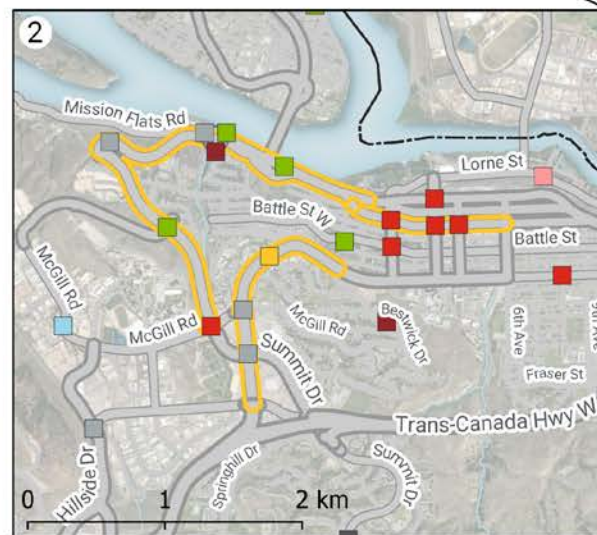 2
Mission Flats Rd
Lorne St
Battle St W
Battle St
McGill Rd
McGill Rd
McGill Rd
Bestwick Dr
6th Ave
Summit Dr
Fraser St
Trans-Canada Hwy W
Hillside Dr
Springhill Dr
Summit Dr
0 1 2 km